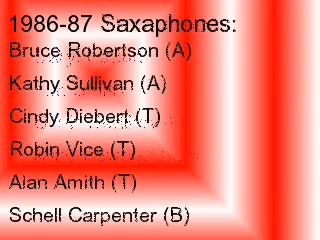 1986-87 Saxaphones:
Bruce Robertson (A)
Kathy Sullivan (A)
Cindy Diebert (T)
Robin Vice (T)
Alan Amith (T)
Schell Carpenter (B)